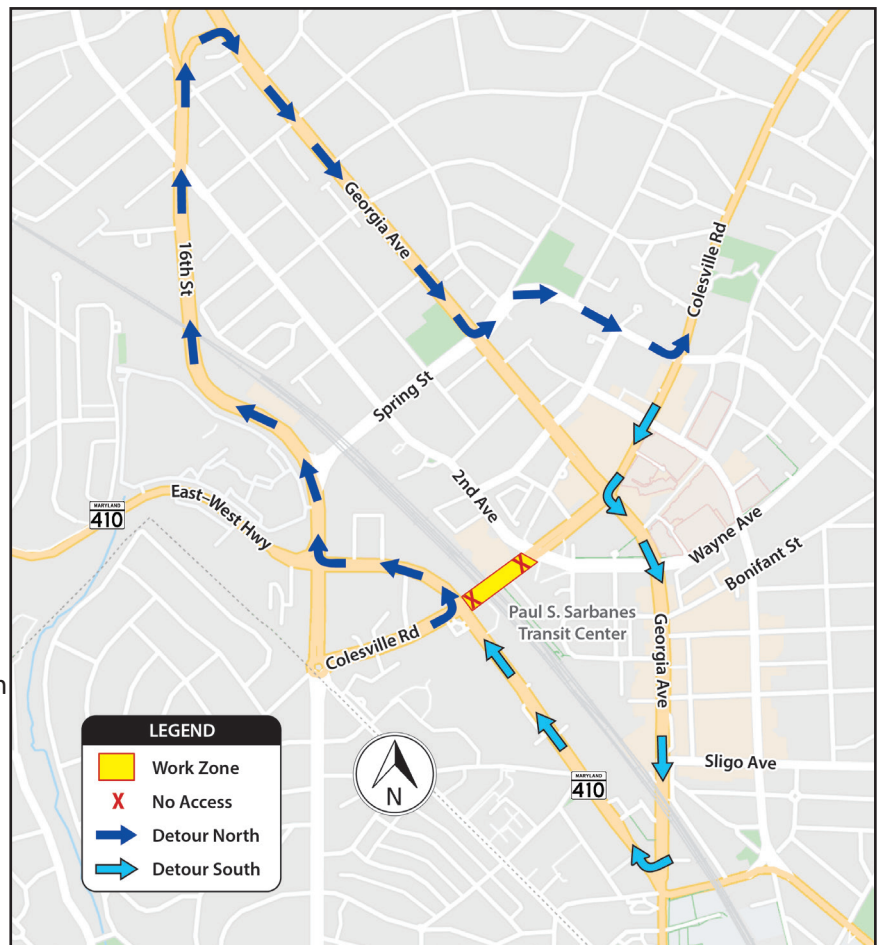 Georgia Ave
Colesville Rd
16th St
Spring St
2nd Ave
East–West Hwy
MARYLAND
410
Wayne Ave
Bonifant St
Paul S. Sarbanes
Transit Center
Colesville Rd
Georgia Ave
n
LEGEND
Work Zone
X No Access
Detour North
Detour South
N
MARYLAND
410
Sligo Ave
X
X